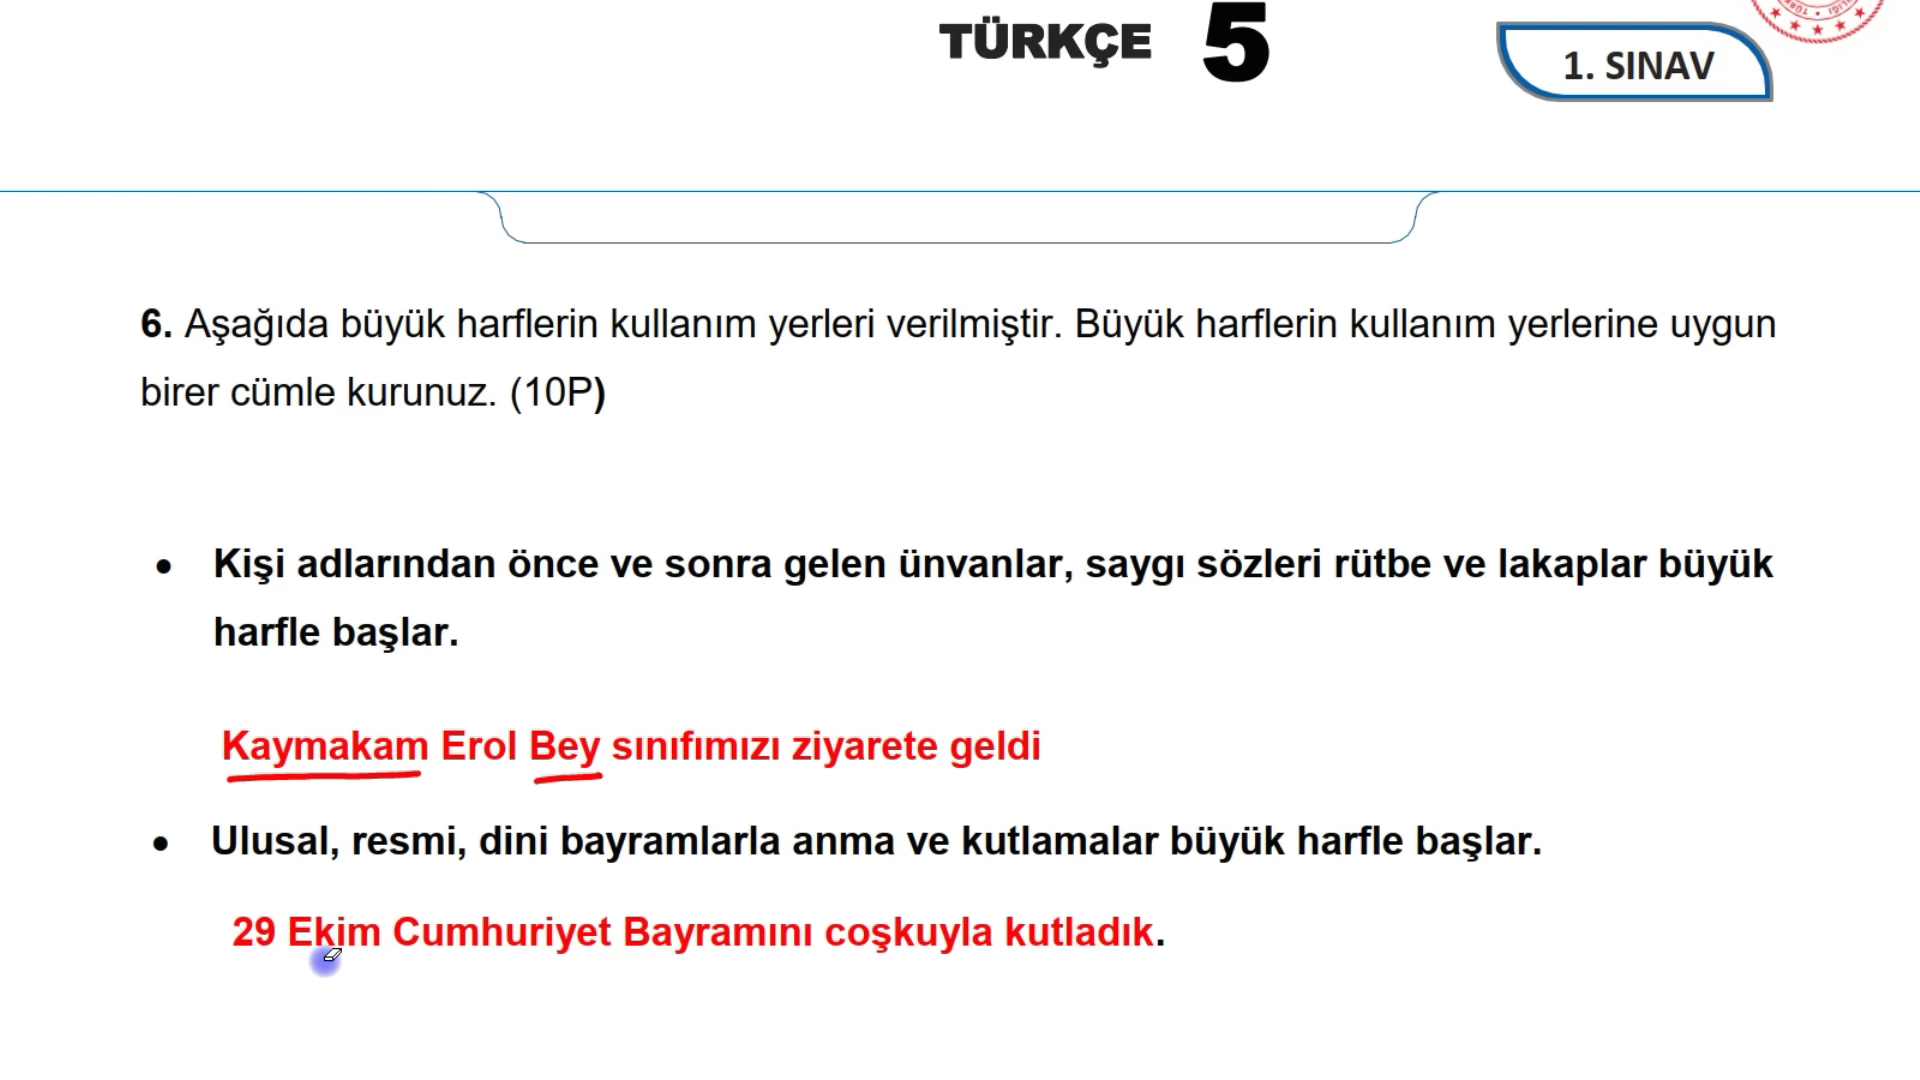 TÜRKÇE 5
1. SINAV
6. Aşağıda büyük harflerin kullanım yerleri verilmiştir. Büyük harflerin kullanım yerlerine uygun
birer cümle kurunuz. (10P)
• Kişi adlarından önce ve sonra gelen ünvanlar, saygı sözleri rütbe ve lakaplar büyük
harfle başlar.
Kaymakam Erol Bey sınıfımızı ziyarete geldi
• Ulusal, resmi, dini bayramlarla anma ve kutlamalar büyük harfle başlar.
29 Ekim Cumhuriyet Bayramını coşkuyla kutladık.